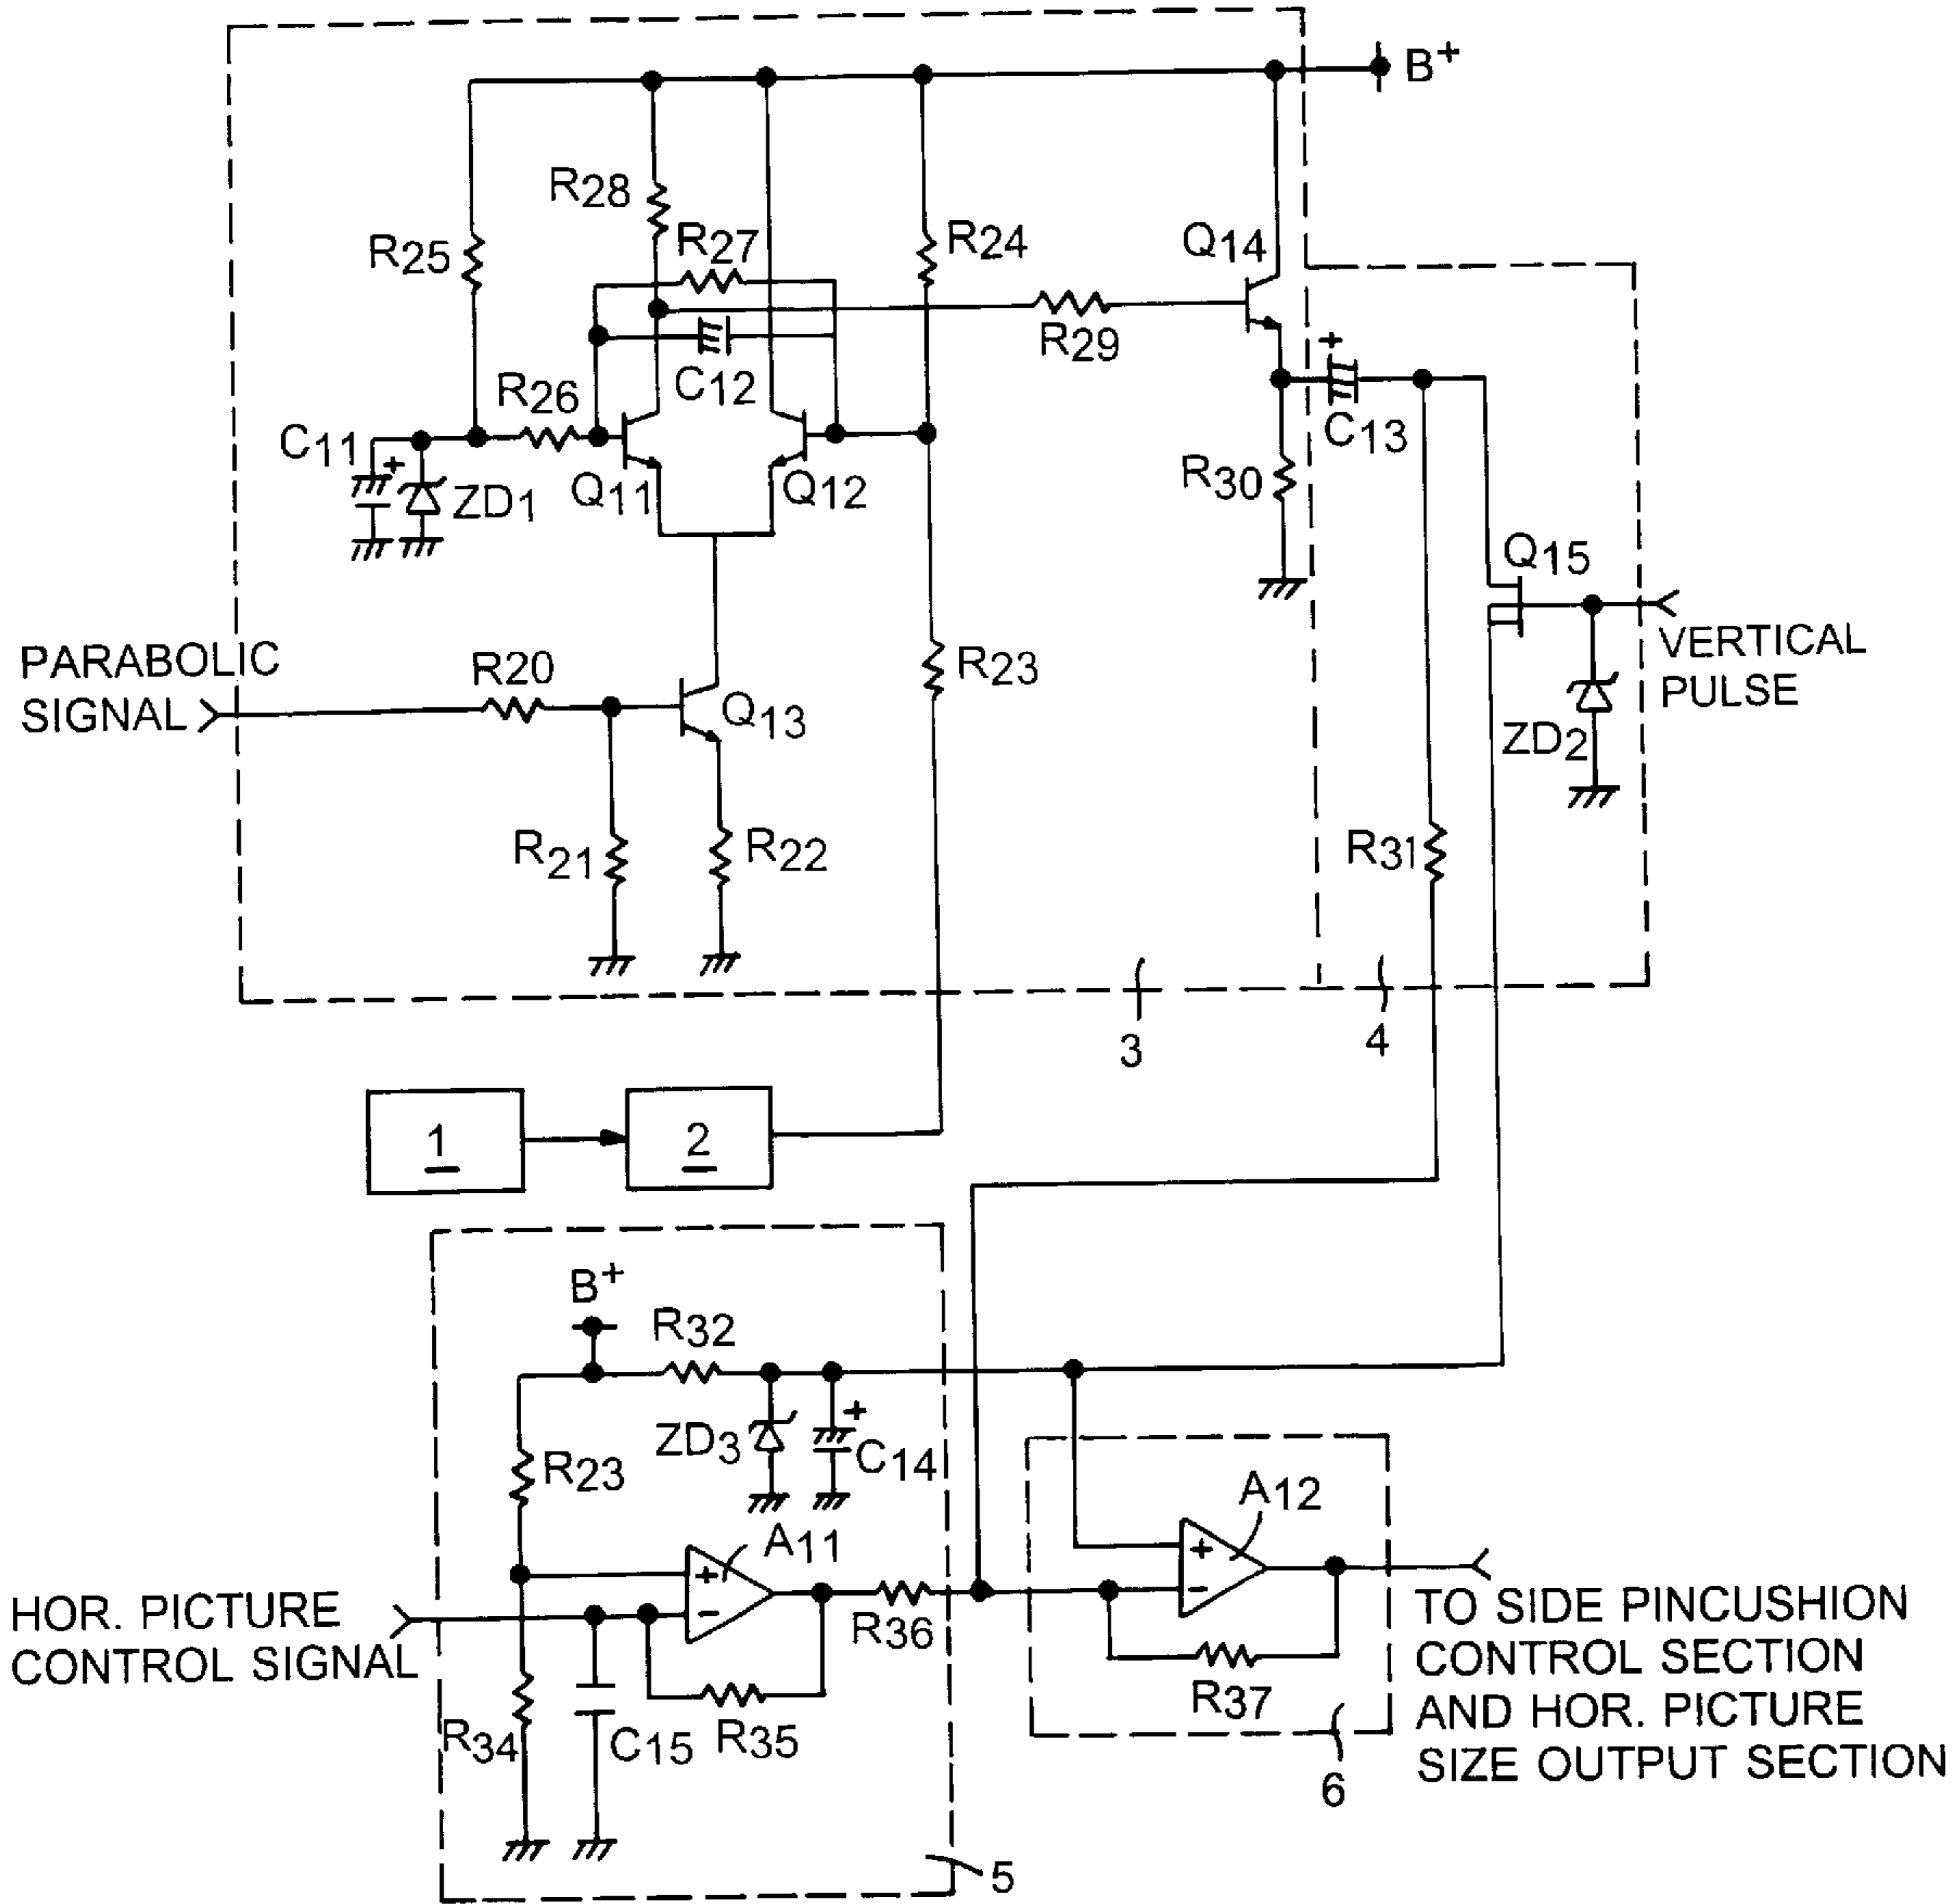 B+
R28
R27
R25
R24
Q14
R29
+
C12
R26
C13
C11
+
ZD1
Q11
Q12
R30
Q15
PARABOLIC
SIGNAL
R20
Q13
R23
VERTICAL
PULSE
ZD2
R21
R22
R31
3
4
1
2
B+
R32
ZD3
+
C14
R23
A11
A12
+
-
+
-
HOR. PICTURE
CONTROL SIGNAL
R36
R34
C15
R35
R37
TO SIDE PINCUSHION
CONTROL SECTION
AND HOR. PICTURE
SIZE OUTPUT SECTION
6
5